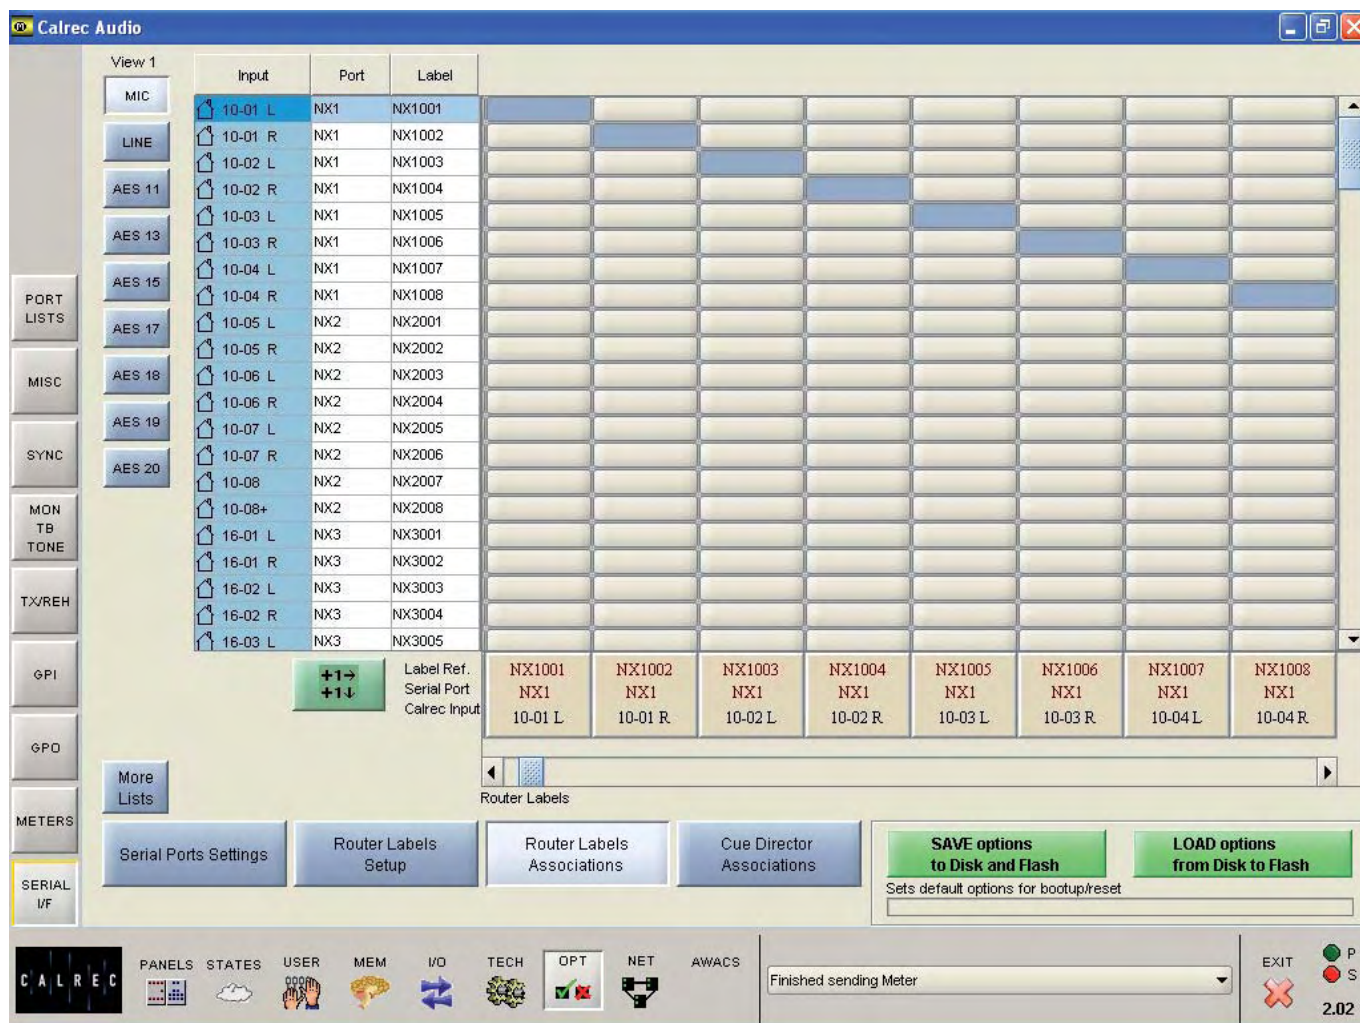 Calrec Audio
View 1
MIC
LINE
AES 11
AES 13
AES 15
AES 17
AES 18
AES 19
AES 20
PORT
LISTS
MISC
SYNC
MON
TB
TONE
TX/REH
GPI
GPO
METERS
SERIAL
I/F
Input Port Label
10-01 L NX1 NX1001
10-01 R NX1 NX1002
10-02 L NX1 NX1003
10-02 R NX1 NX1004
10-03 L NX1 NX1005
10-03 R NX1 NX1006
10-04 L NX1 NX1007
10-04 R NX1 NX1008
10-05 L NX2 NX2001
10-05 R NX2 NX2002
10-06 L NX2 NX2003
10-06 R NX2 NX2004
10-07 L NX2 NX2005
10-07 R NX2 NX2006
10-08 NX2 NX2007
10-08+ NX2 NX2008
16-01 L NX3 NX3001
16-01 R NX3 NX3002
16-02 L NX3 NX3003
16-02 R NX3 NX3004
16-03 L NX3 NX3005
+1→
+1↓
Label Ref. NX1001 NX1002 NX1003 NX1004 NX1005 NX1006 NX1007 NX1008
Serial Port NX1 NX1 NX1 NX1 NX1 NX1 NX1 NX1
Calrec Input 10-01 L 10-01 R 10-02 L 10-02 R 10-03 L 10-03 R 10-04 L 10-04 R
More
Lists
Router Labels
Serial Ports Settings
Router Labels
Setup
Router Labels
Associations
Cue Director
Associations
SAVE options
to Disk and Flash
LOAD options
from Disk to Flash
Sets default options for bootup/reset
CALREC
PANELS STATES USER MEM I/O TECH OPT NET AWACS
Finished sending Meter
EXIT
P
S
2.02